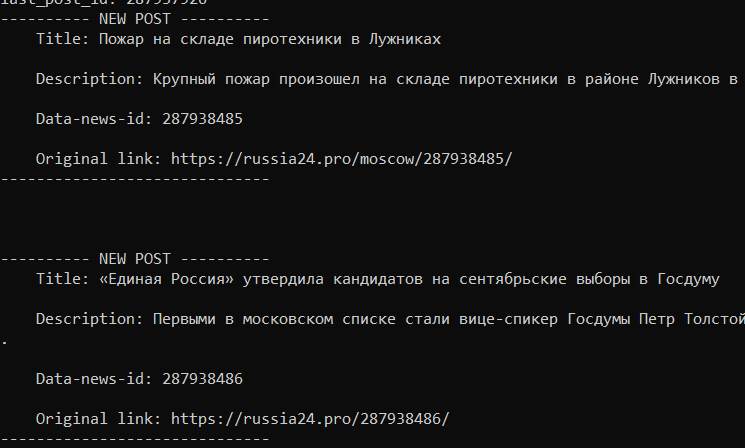 last_post_id: 287937926
---------- NEW POST ----------
Title: Пожар на складе пиротехники в Лужниках
Description: Крупный пожар произошел на складе пиротехники в районе Лужников в
Data-news-id: 287938485
Original link: https://russia24.pro/moscow/287938485/
------------------------------
---------- NEW POST ----------
Title: «Единая Россия» утвердила кандидатов на сентябрьские выборы в Госдуму
Description: Первыми в московском списке стали вице-спикер Госдумы Петр Толстой
.
Data-news-id: 287938486
Original link: https://russia24.pro/287938486/
------------------------------